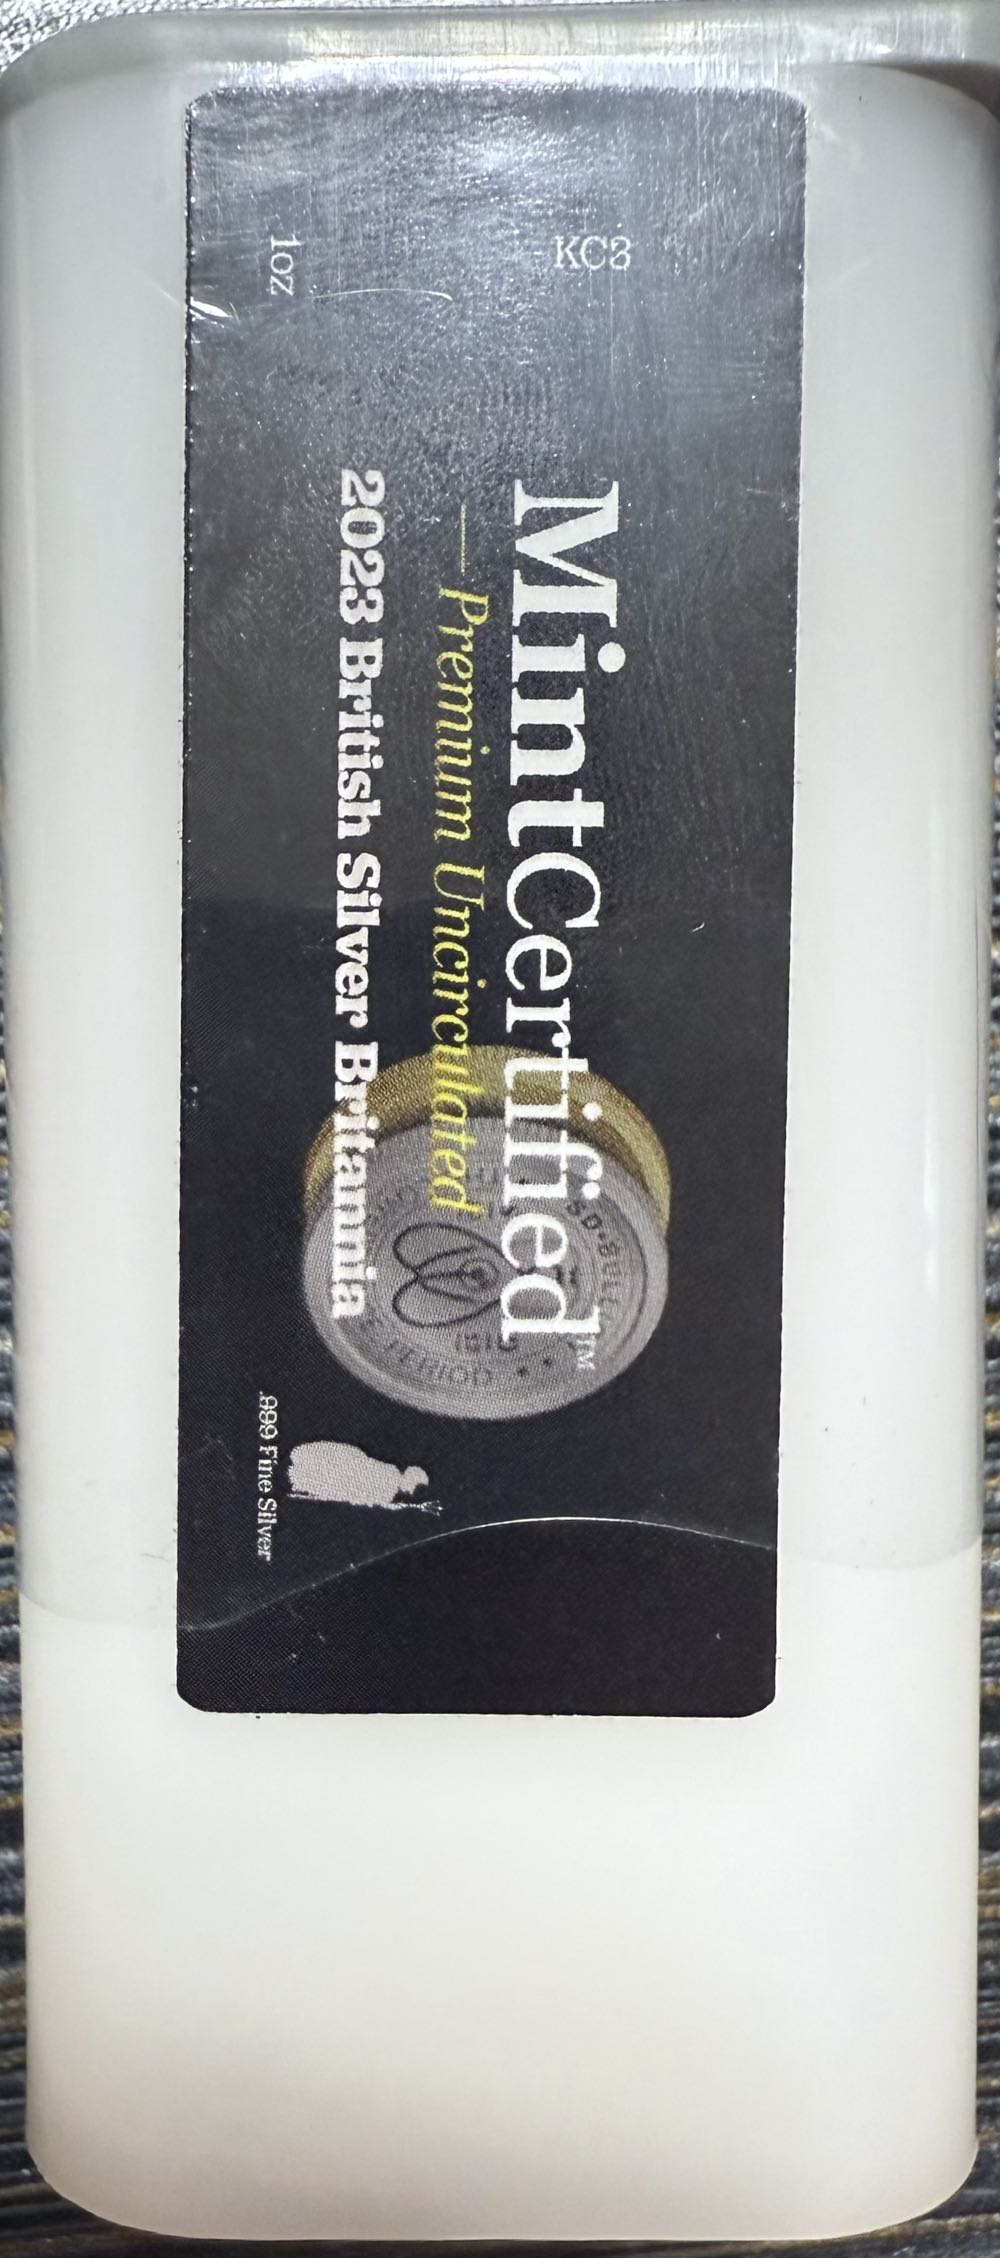 KC3
MintCertified™
Premium Uncirculated
2023 British Silver Britannia
1oz
.999 Fine Silver